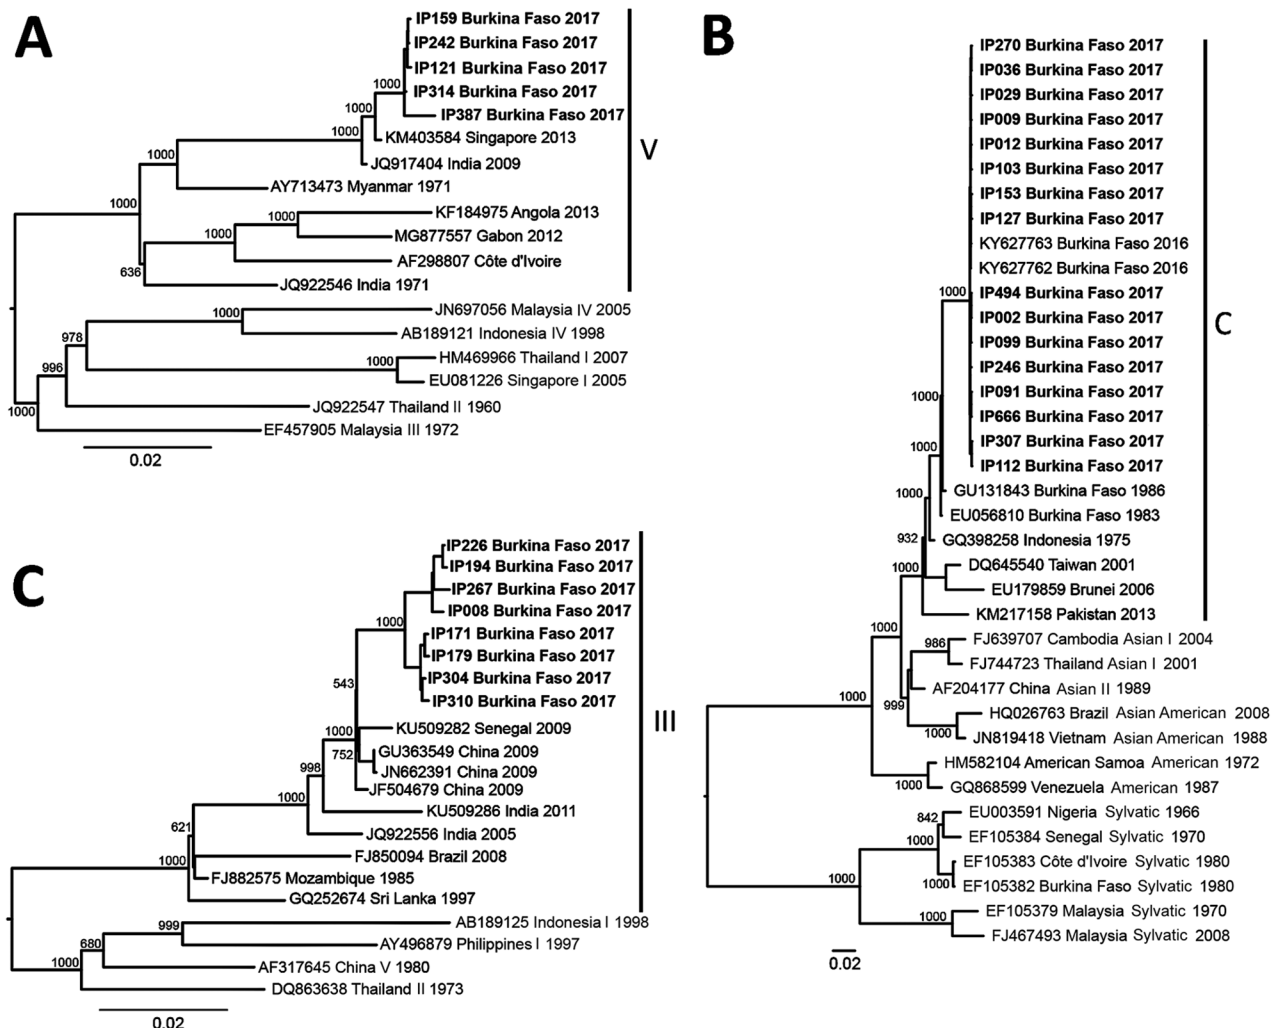 A
IP159 Burkina Faso 2017
IP242 Burkina Faso 2017
IP121 Burkina Faso 2017
1000
IP314 Burkina Faso 2017
1000
IP387 Burkina Faso 2017
1000
KM403584 Singapore 2013
1000
JQ917404 India 2009
AY713473 Myanmar 1971
1000
KF184975 Angola 2013
1000
1000
MG877557 Gabon 2012
AF298807 Côte d'Ivoire
636
JQ922546 India 1971
V
JN697056 Malaysia IV 2005
1000
AB189121 Indonesia IV 1998
978
HM469966 Thailand I 2007
1000
996
EU081226 Singapore I 2005
JQ922547 Thailand II 1960
1000
EF457905 Malaysia III 1972
0.02
B
IP270 Burkina Faso 2017
IP036 Burkina Faso 2017
IP029 Burkina Faso 2017
IP009 Burkina Faso 2017
IP012 Burkina Faso 2017
IP103 Burkina Faso 2017
IP153 Burkina Faso 2017
IP127 Burkina Faso 2017
KY627763 Burkina Faso 2016
KY627762 Burkina Faso 2016
1000
IP494 Burkina Faso 2017
IP002 Burkina Faso 2017
C
IP099 Burkina Faso 2017
IP246 Burkina Faso 2017
IP091 Burkina Faso 2017
1000
IP666 Burkina Faso 2017
IP307 Burkina Faso 2017
1000
IP112 Burkina Faso 2017
1000
GU131843 Burkina Faso 1986
EU056810 Burkina Faso 1983
932
GQ398258 Indonesia 1975
1000
DQ645540 Taiwan 2001
EU179859 Brunei 2006
KM217158 Pakistan 2013
1000
986
FJ639707 Cambodia Asian I 2004
FJ744723 Thailand Asian I 2001
1000
AF204177 China Asian II 1989
999
HQ026763 Brazil Asian American 2008
1000
JN819418 Vietnam Asian American 1988
HM582104 American Samoa American 1972
1000
GQ868599 Venezuela American 1987
842
EU003591 Nigeria Sylvatic 1966
1000
EF105384 Senegal Sylvatic 1970
EF105383 Côte d'Ivoire Sylvatic 1980
1000
1000
EF105382 Burkina Faso Sylvatic 1980
1000
EF105379 Malaysia Sylvatic 1970
FJ467493 Malaysia Sylvatic 2008
0.02
C
IP226 Burkina Faso 2017
IP194 Burkina Faso 2017
IP267 Burkina Faso 2017
IP008 Burkina Faso 2017
1000
IP171 Burkina Faso 2017
IP179 Burkina Faso 2017
543
IP304 Burkina Faso 2017
IP310 Burkina Faso 2017
III
1000
KU509282 Senegal 2009
752
GU363549 China 2009
998
JN662391 China 2009
JF504679 China 2009
1000
KU509286 India 2011
621
JQ922556 India 2005
1000
FJ850094 Brazil 2008
FJ882575 Mozambique 1985
GQ252674 Sri Lanka 1997
999
AB189125 Indonesia I 1998
680
AY496879 Philippines I 1997
1000
AF317645 China V 1980
DQ863638 Thailand II 1973
0.02